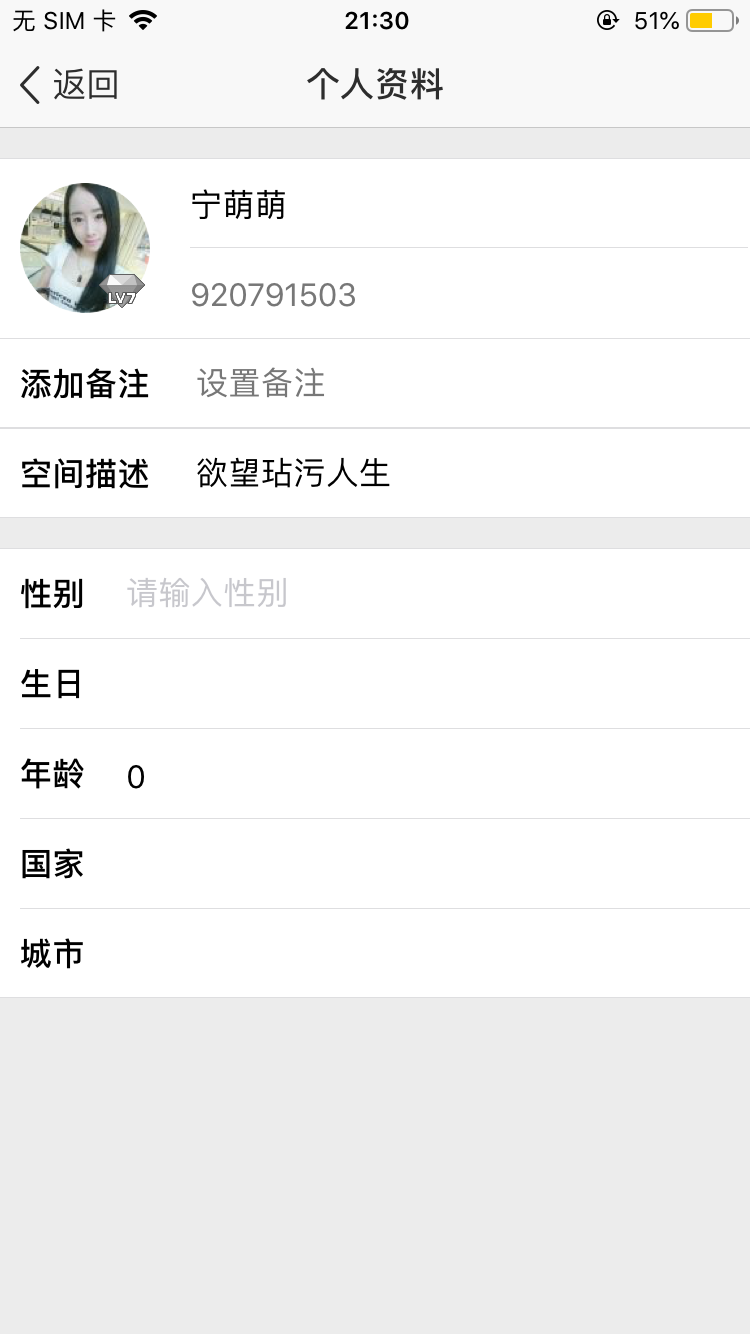 无 SIM 卡 21:30 51%
返回 个人资料
宁萌萌
LV7
920791503
添加备注 设置备注
空间描述 欲望玷污人生
性别 请输入性别
生日
年龄 0
国家
城市